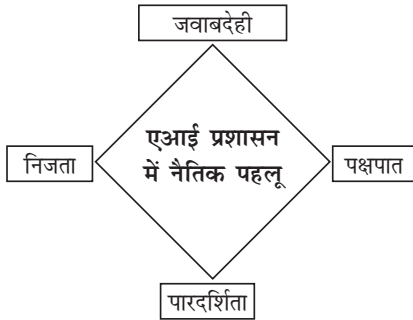 जवाबदेही
एआई प्रशासन
में नैतिक पहलू
निजता
पक्षपात
पारदर्शिता